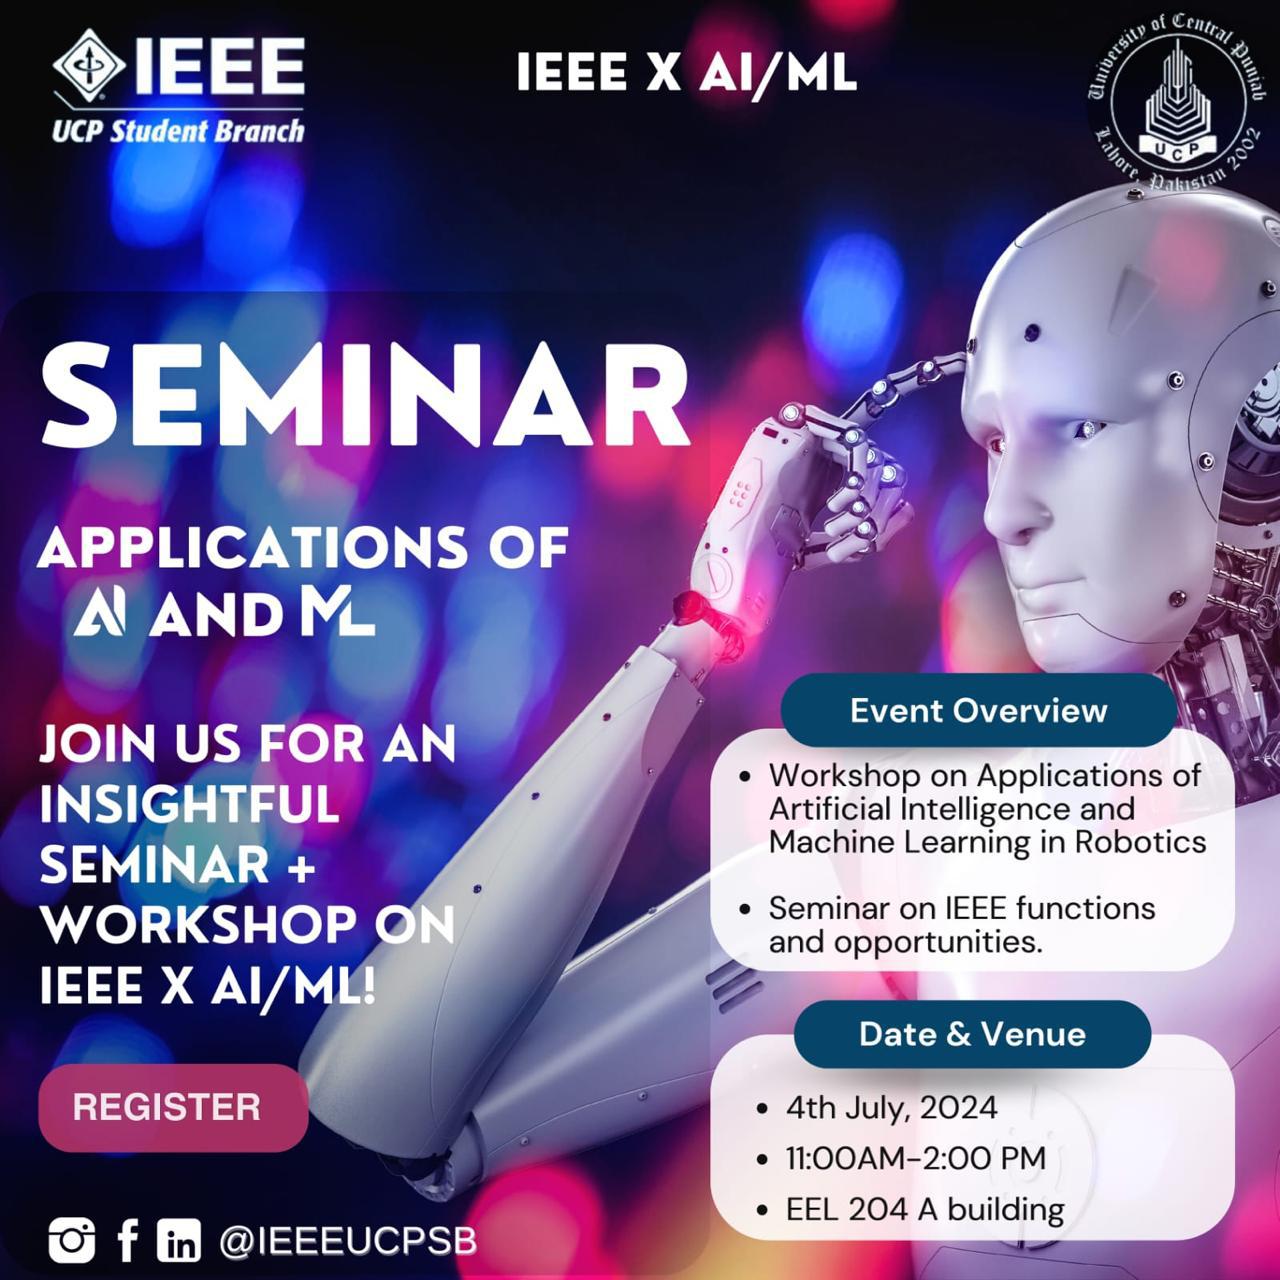 IEEE
UCP Student Branch
IEEE X AI/ML
University of Central Punjab
UCP
Lahore, Pakistan 2002
SEMINAR
APPLICATIONS OF
AI AND ML
JOIN US FOR AN
INSIGHTFUL
SEMINAR +
WORKSHOP ON
IEEE X AI/ML!
REGISTER
@IEEEUCPSB
Event Overview
• Workshop on Applications of
Artificial Intelligence and
Machine Learning in Robotics
• Seminar on IEEE functions
and opportunities.
Date & Venue
• 4th July, 2024
• 11:00AM-2:00 PM
• EEL 204 A building